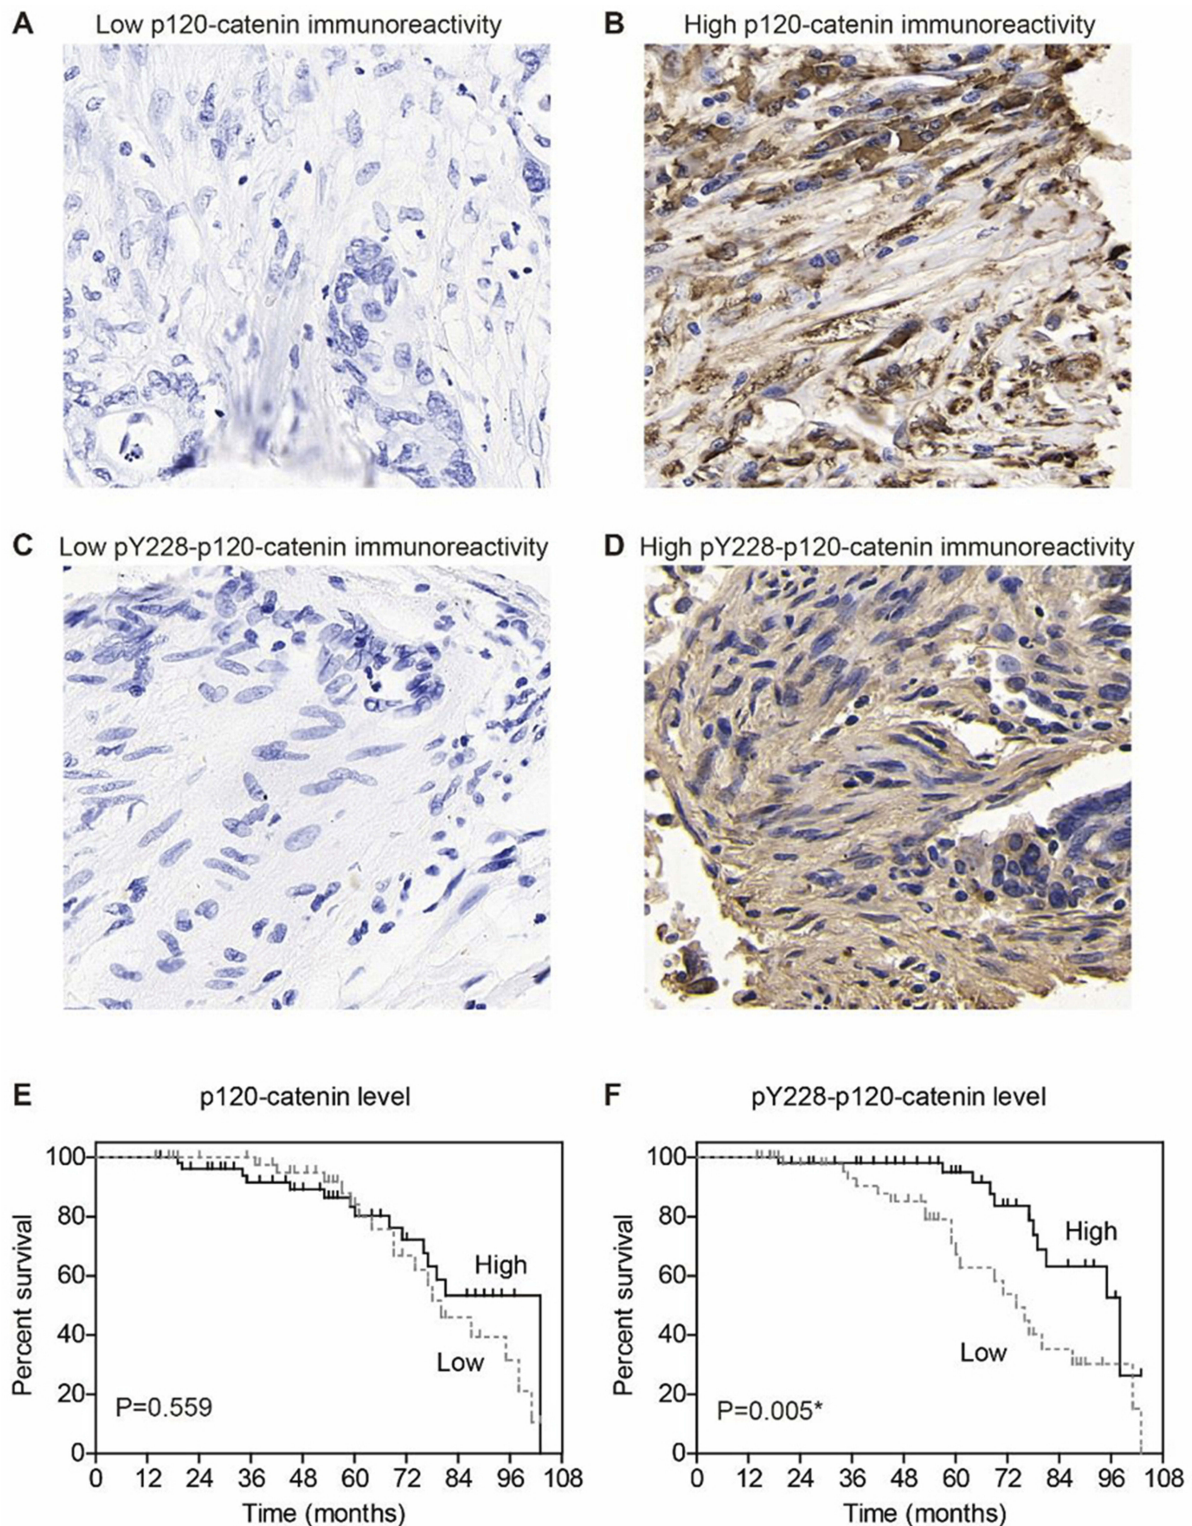 A Low p120-catenin immunoreactivity
B High p120-catenin immunoreactivity
C Low pY228-p120-catenin immunoreactivity
D High pY228-p120-catenin immunoreactivity
E p120-catenin level
Percent survival
100
80
60
40
20
0
High
Low
P=0.559
0 12 24 36 48 60 72 84 96 108
Time (months)
F pY228-p120-catenin level
Percent survival
100
80
60
40
20
0
High
Low
P=0.005*
0 12 24 36 48 60 72 84 96 108
Time (months)